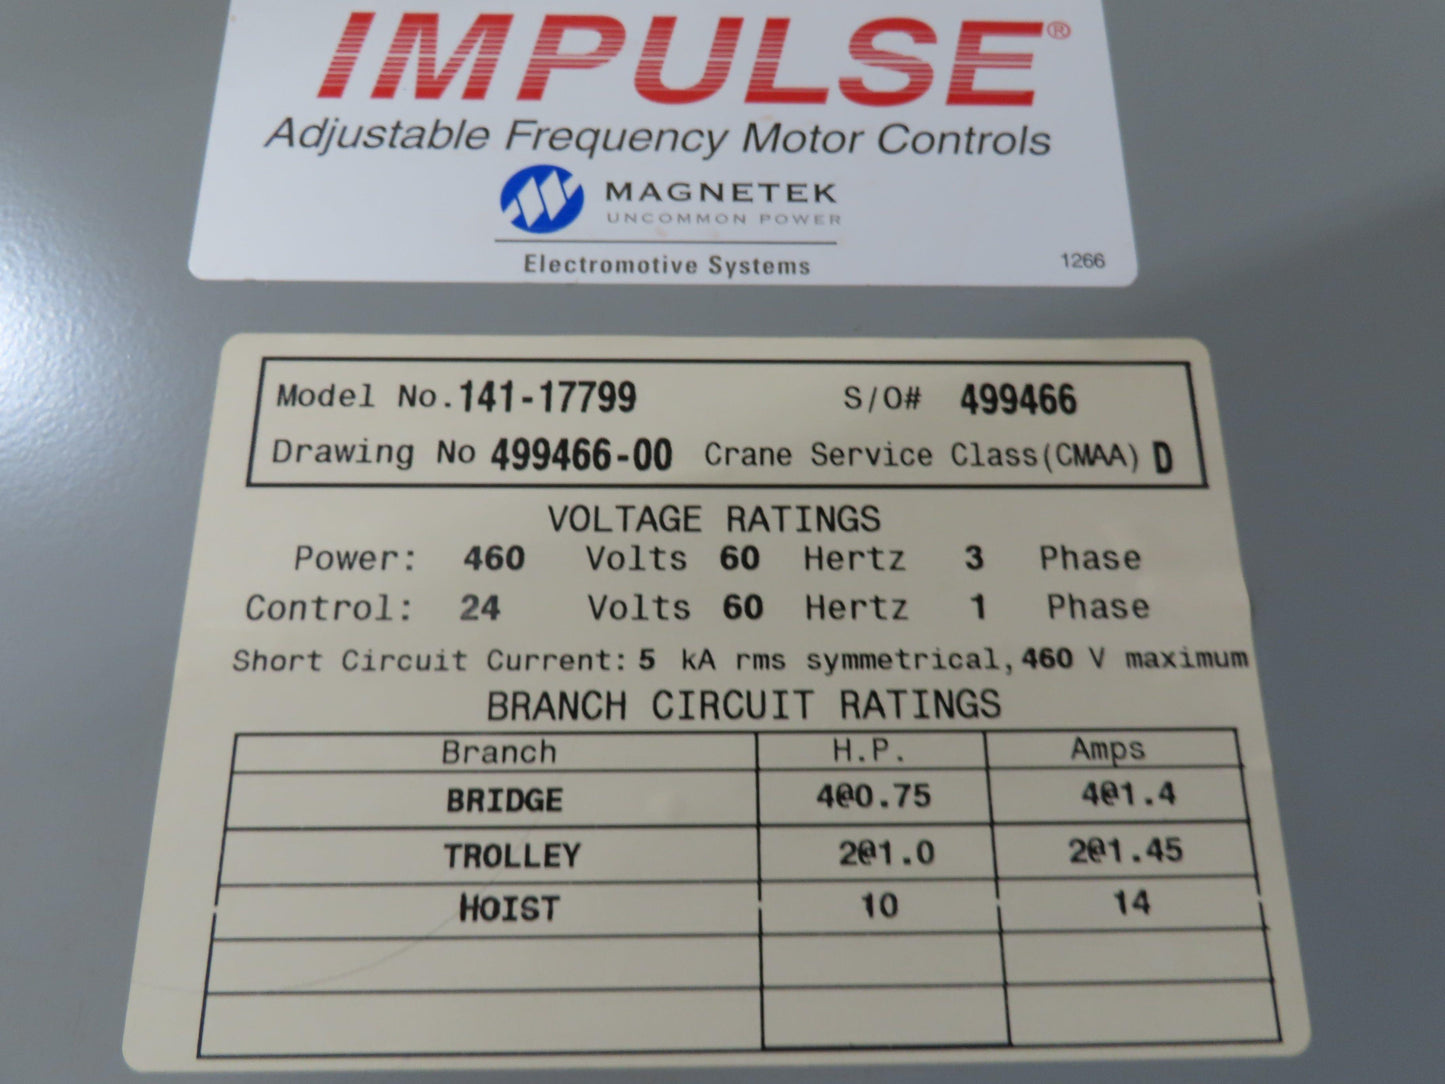 IMPULSE®
Adjustable Frequency Motor Controls
MAGNETEK
UNCOMMON POWER
Electromotive Systems
1266
Model No. 141-17799 S/O# 499466
Drawing No 499466-00 Crane Service Class(CMAA) D
VOLTAGE RATINGS
Power: 460 Volts 60 Hertz 3 Phase
Control: 24 Volts 60 Hertz 1 Phase
Short Circuit Current: 5 kA rms symmetrical, 460 V maximum
BRANCH CIRCUIT RATINGS
Branch H.P. Amps
BRIDGE 4@0.75 4@1.4
TROLLEY 2@1.0 2@1.45
HOIST 10 14